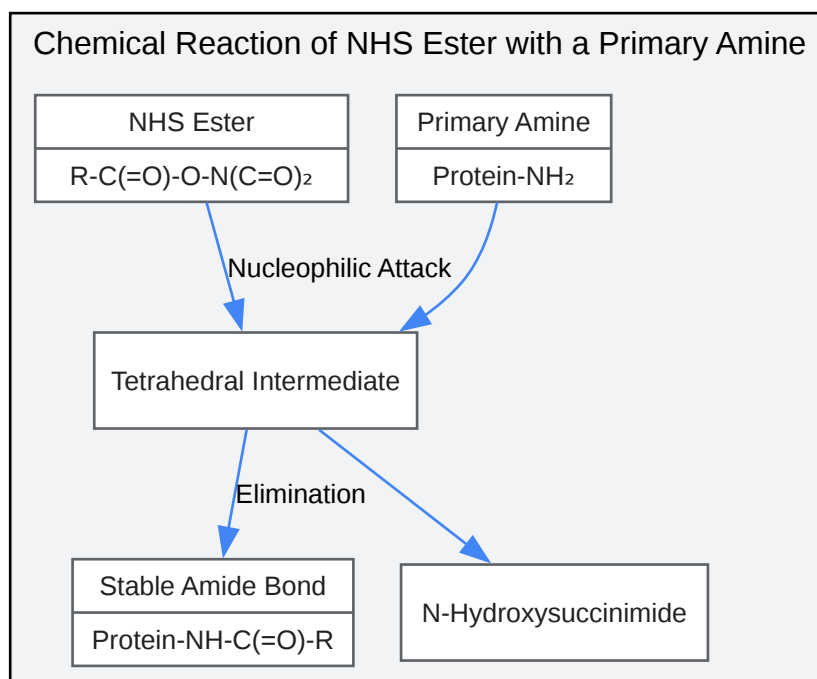 Chemical Reaction of NHS Ester with a Primary Amine
NHS Ester
R-C(=O)-O-N(C=O)₂
Primary Amine
Protein-NH₂
Nucleophilic Attack
Tetrahedral Intermediate
Elimination
Stable Amide Bond
Protein-NH-C(=O)-R
N-Hydroxysuccinimide